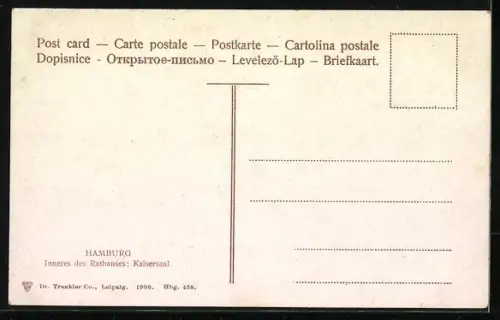 Post card — Carte postale — Postkarte — Cartolina postale
Dopisnice - Открытое-письмо – Levelező-Lap – Briefkaart.
HAMBURG
Inneres des Rathauses: Kaisersaal.
Dr. Trenkler Co., Leipzig. 1906. Hbg. 458.